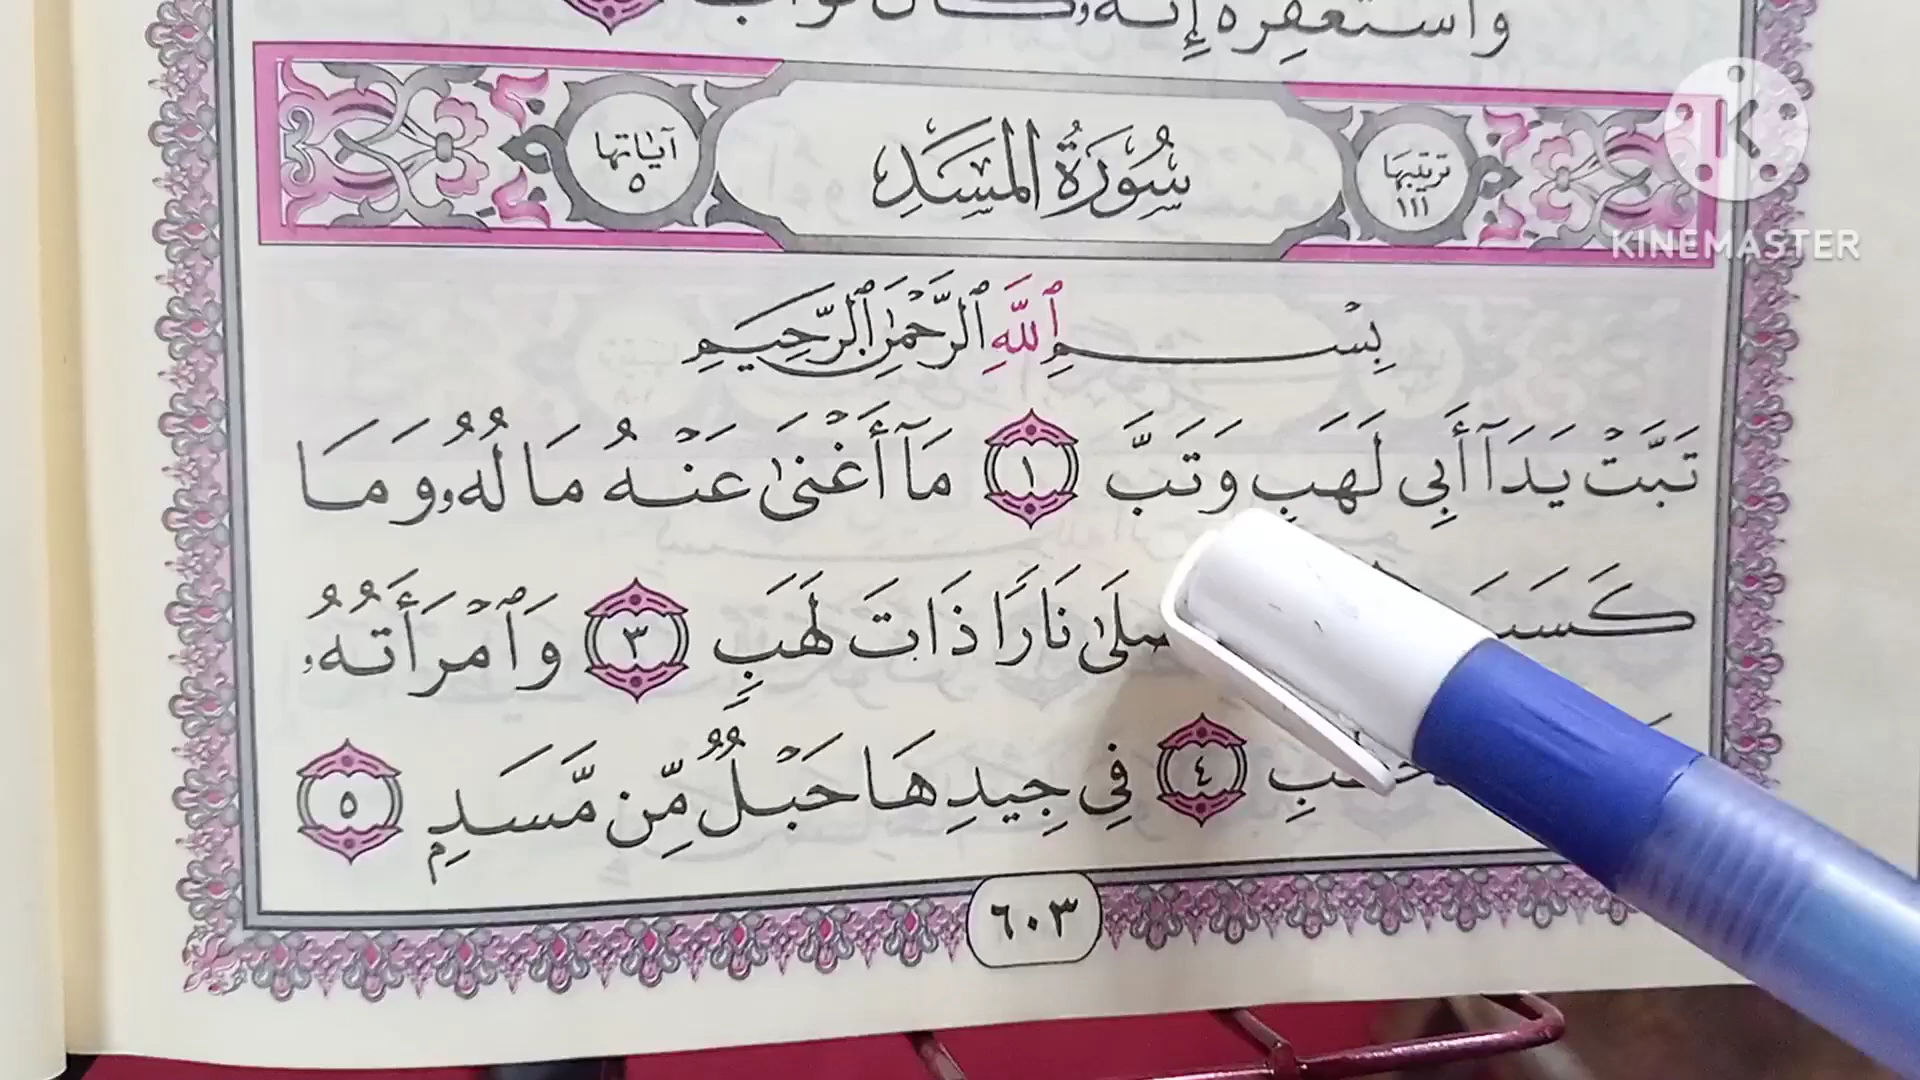 وَاسْتَغْفِرْهُ إِنَّهُۥ كَانَ تَوَّابًا
آيَاتُهَا ٥
سُورَةُ المَسَدِ
تَرْتِيبُهَا ١١١
KINEMASTER
بِسْمِ ٱللَّهِ ٱلرَّحْمَٰنِ ٱلرَّحِيمِ
تَبَّتْ يَدَآ أَبِي لَهَبٍ وَتَبَّ ١ مَآ أَغْنَىٰ عَنْهُ مَالُهُۥ وَمَا
كَسَبَ نَارًا ذَاتَ لَهَبٍ ٣ وَٱمْرَأَتُهُۥ
٤ فِي جِيدِهَا حَبْلٌ مِّن مَّسَدٍ ٥
٦٠٣